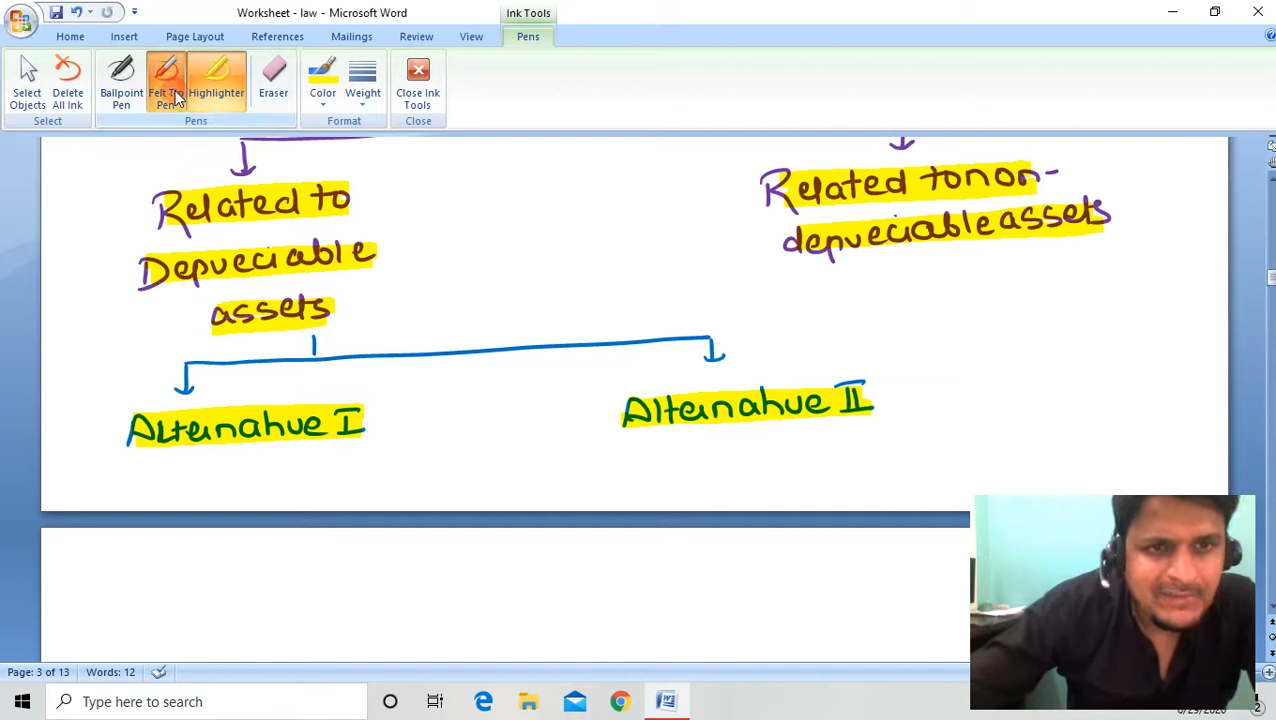 Worksheet - law - Microsoft Word
Ink Tools
Home Insert Page Layout References Mailings Review View Pens
Select Objects
Delete All Ink
Ballpoint Pen
Felt Tip Pen
Highlighter
Eraser
Color
Weight
Close Ink Tools
Select
Pens
Format
Close
Related to
Depreciable
assets
Related to non-
depreciable assets
Alternative I
Alternative II
Page: 3 of 13 Words: 12
Type here to search
6/29/2020